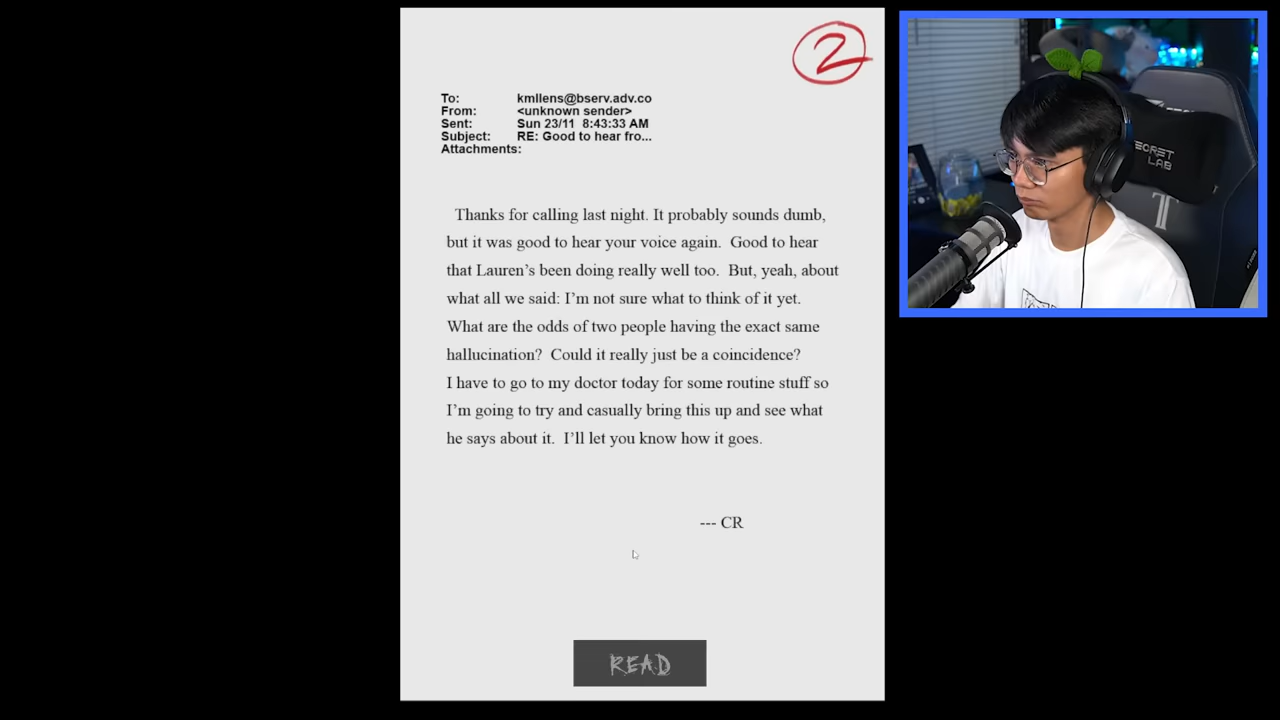 2
To: kmllens@bserv.adv.co
From: <unknown sender>
Sent: Sun 23/11 8:43:33 AM
Subject: RE: Good to hear fro...
Attachments:
Thanks for calling last night. It probably sounds dumb,
but it was good to hear your voice again. Good to hear
that Lauren's been doing really well too. But, yeah, about
what all we said: I'm not sure what to think of it yet.
What are the odds of two people having the exact same
hallucination? Could it really just be a coincidence?
I have to go to my doctor today for some routine stuff so
I'm going to try and casually bring this up and see what
he says about it. I'll let you know how it goes.
--- CR
READ
SECRET
LAB